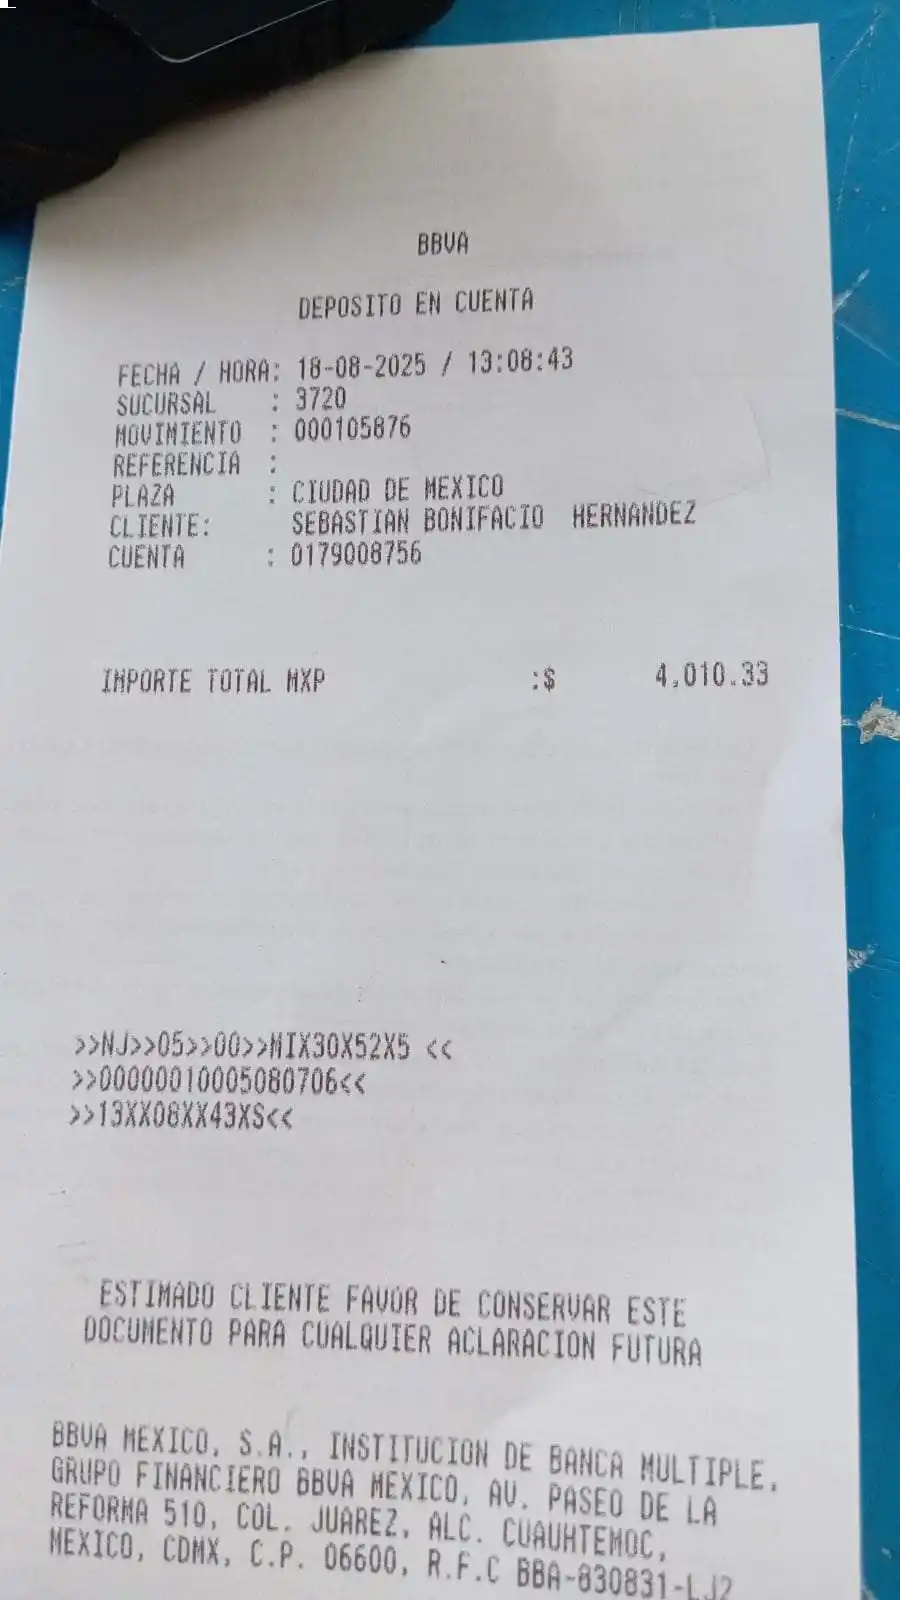 BBVA
DEPOSITO EN CUENTA
FECHA / HORA: 18-08-2025 / 13:08:43
SUCURSAL : 3720
MOVIMIENTO : 000105876
REFERENCIA :
PLAZA : CIUDAD DE MEXICO
CLIENTE: SEBASTIAN BONIFACIO HERNANDEZ
CUENTA : 0179008756
IMPORTE TOTAL MXP :$ 4,010.33
>>NJ>>05>>00>>MIX30X52X5 <<
>>00000010005080706<<
>>13XX08XX43XS<<
ESTIMADO CLIENTE FAVOR DE CONSERVAR ESTE
DOCUMENTO PARA CUALQUIER ACLARACION FUTURA
BBVA MEXICO, S.A., INSTITUCION DE BANCA MULTIPLE,
GRUPO FINANCIERO BBVA MEXICO, AV. PASEO DE LA
REFORMA 510, COL. JUAREZ, ALC. CUAUHTEMOC,
MEXICO, CDMX, C.P. 06600, R.F.C BBA-830831-LJ2